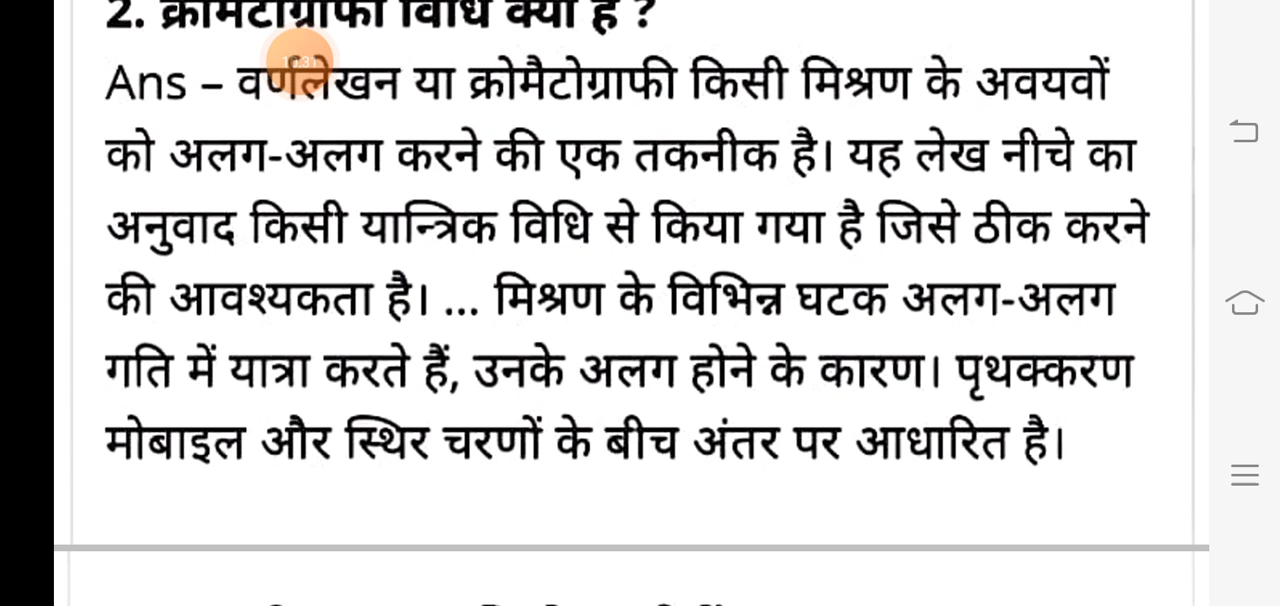 2. क्रोमैटोग्राफी विधि क्या है ?
Ans – वर्णलेखन या क्रोमैटोग्राफी किसी मिश्रण के अवयवों
को अलग-अलग करने की एक तकनीक है। यह लेख नीचे का
अनुवाद किसी यान्त्रिक विधि से किया गया है जिसे ठीक करने
की आवश्यकता है। ... मिश्रण के विभिन्न घटक अलग-अलग
गति में यात्रा करते हैं, उनके अलग होने के कारण। पृथक्करण
मोबाइल और स्थिर चरणों के बीच अंतर पर आधारित है।